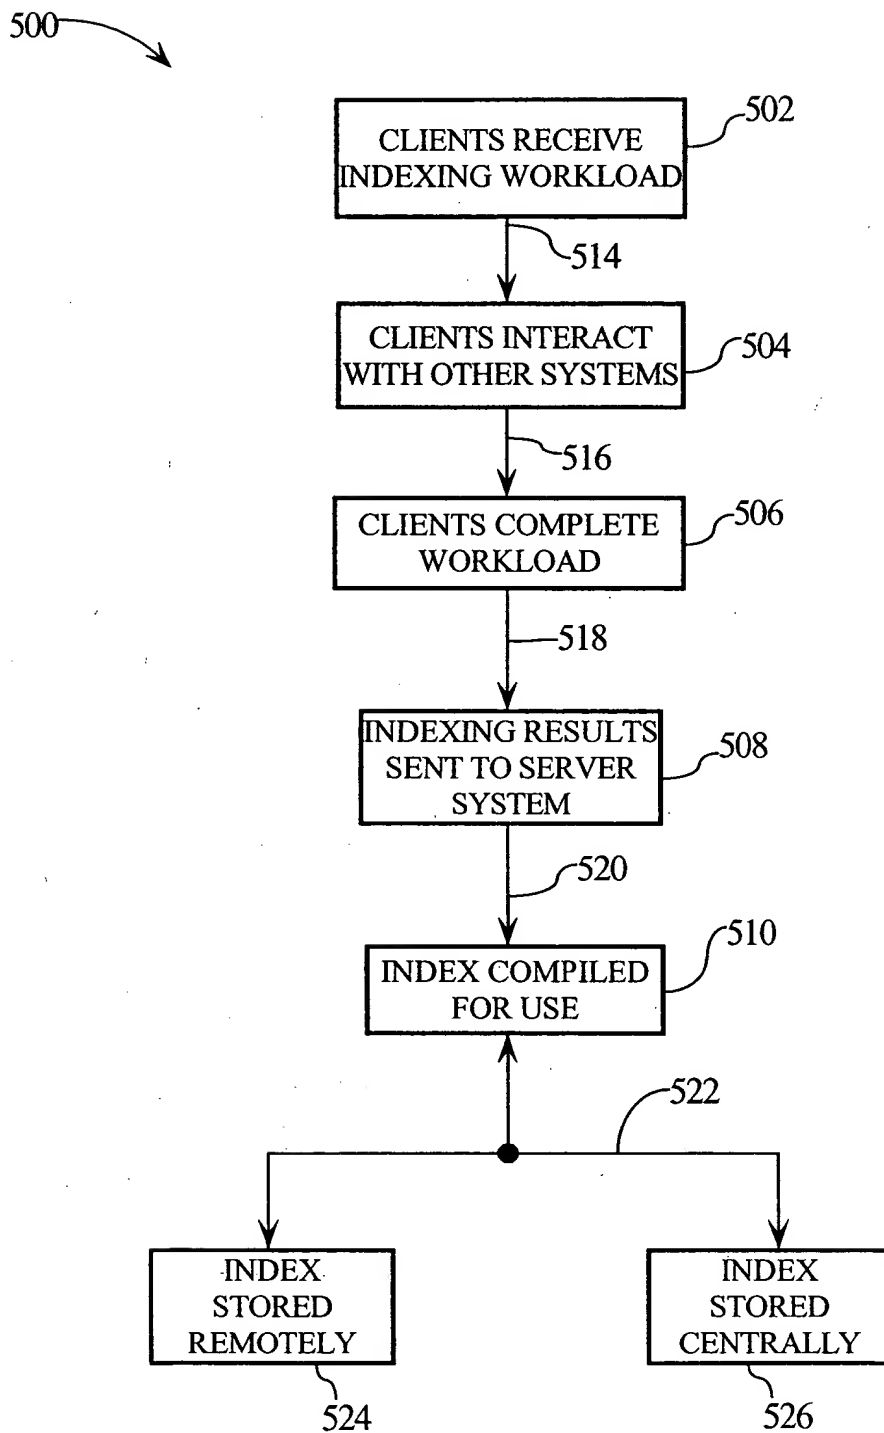 500
CLIENTS RECEIVE
INDEXING WORKLOAD
502
514
CLIENTS INTERACT
WITH OTHER SYSTEMS
504
516
CLIENTS COMPLETE
WORKLOAD
506
518
INDEXING RESULTS
SENT TO SERVER
SYSTEM
508
520
INDEX COMPILED
FOR USE
510
522
INDEX
STORED
REMOTELY
524
INDEX
STORED
CENTRALLY
526